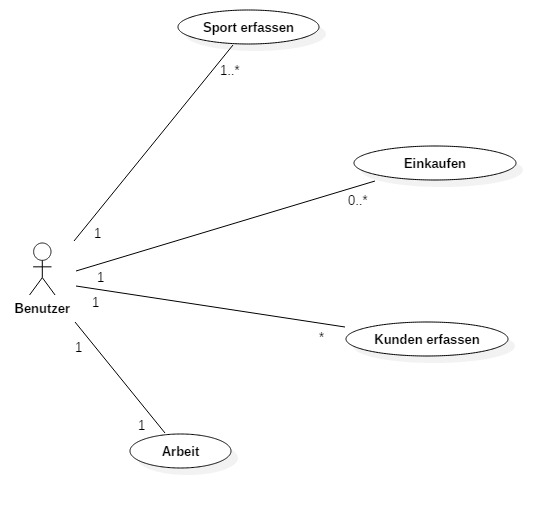 Sport erfassen
1..*
Einkaufen
0..*
1
1
Benutzer
1
*
Kunden erfassen
1
1
Arbeit